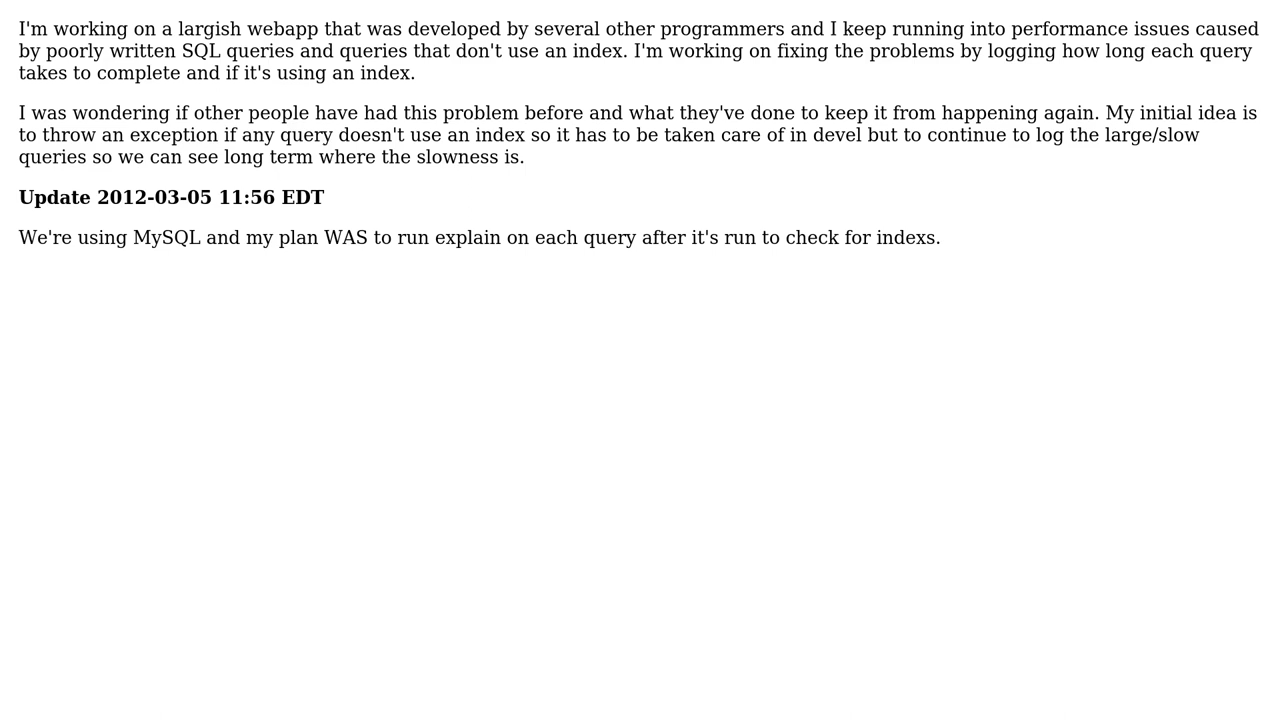 I'm working on a largish webapp that was developed by several other programmers and I keep running into performance issues caused
by poorly written SQL queries and queries that don't use an index. I'm working on fixing the problems by logging how long each query
takes to complete and if it's using an index.
I was wondering if other people have had this problem before and what they've done to keep it from happening again. My initial idea is
to throw an exception if any query doesn't use an index so it has to be taken care of in devel but to continue to log the large/slow
queries so we can see long term where the slowness is.
Update 2012-03-05 11:56 EDT
We're using MySQL and my plan WAS to run explain on each query after it's run to check for indexs.